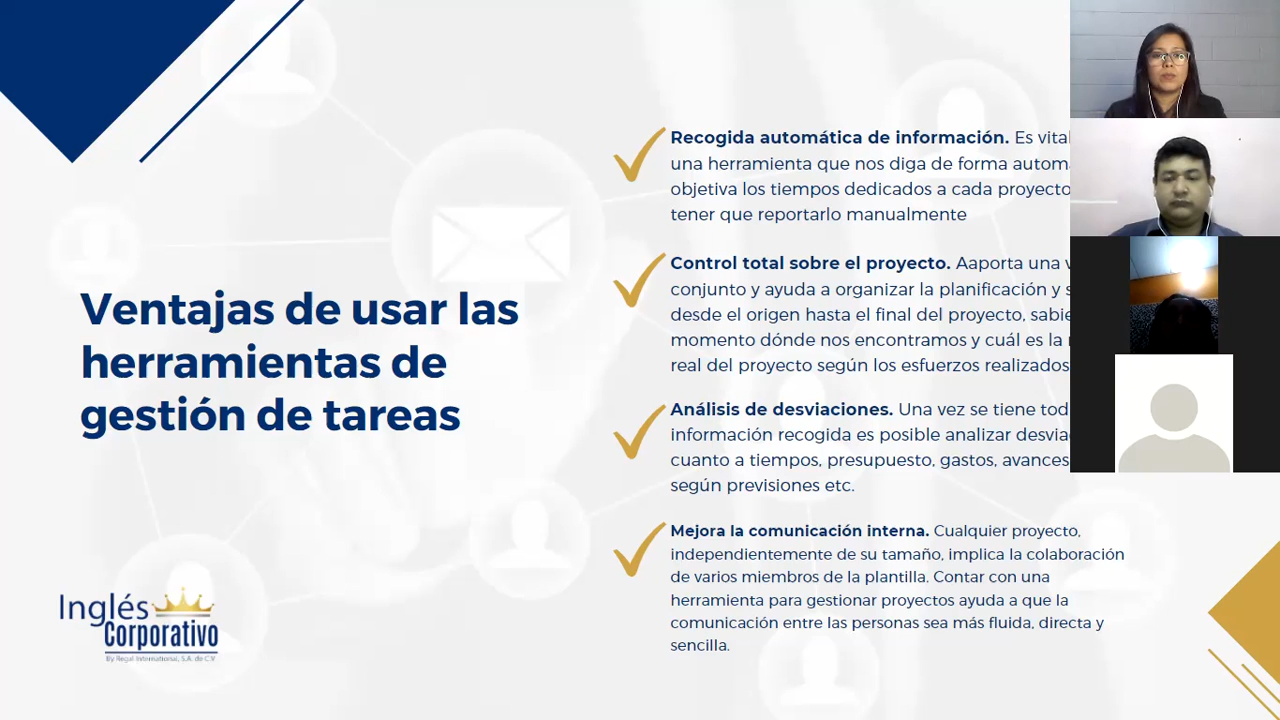 Ventajas de usar las
herramientas de
gestión de tareas
Recogida automática de información. Es vital
una herramienta que nos diga de forma
objetiva los tiempos dedicados a cada proyecto
tener que reportarlo manualmente
Control total sobre el proyecto. Aaporta una
conjunto y ayuda a organizar la planificación y
desde el origen hasta el final del proyecto,
momento dónde nos encontramos y cuál es la
real del proyecto según los esfuerzos realizados
Análisis de desviaciones. Una vez se tiene
información recogida es posible analizar
cuanto a tiempos, presupuesto, gastos, avances
según previsiones etc.
Mejora la comunicación interna. Cualquier proyecto,
independientemente de su tamaño, implica la colaboración
de varios miembros de la plantilla. Contar con una
herramienta para gestionar proyectos ayuda a que la
comunicación entre las personas sea más fluida, directa y
sencilla.
Inglés
Corporativo
By Regal International, S.A. de C.V